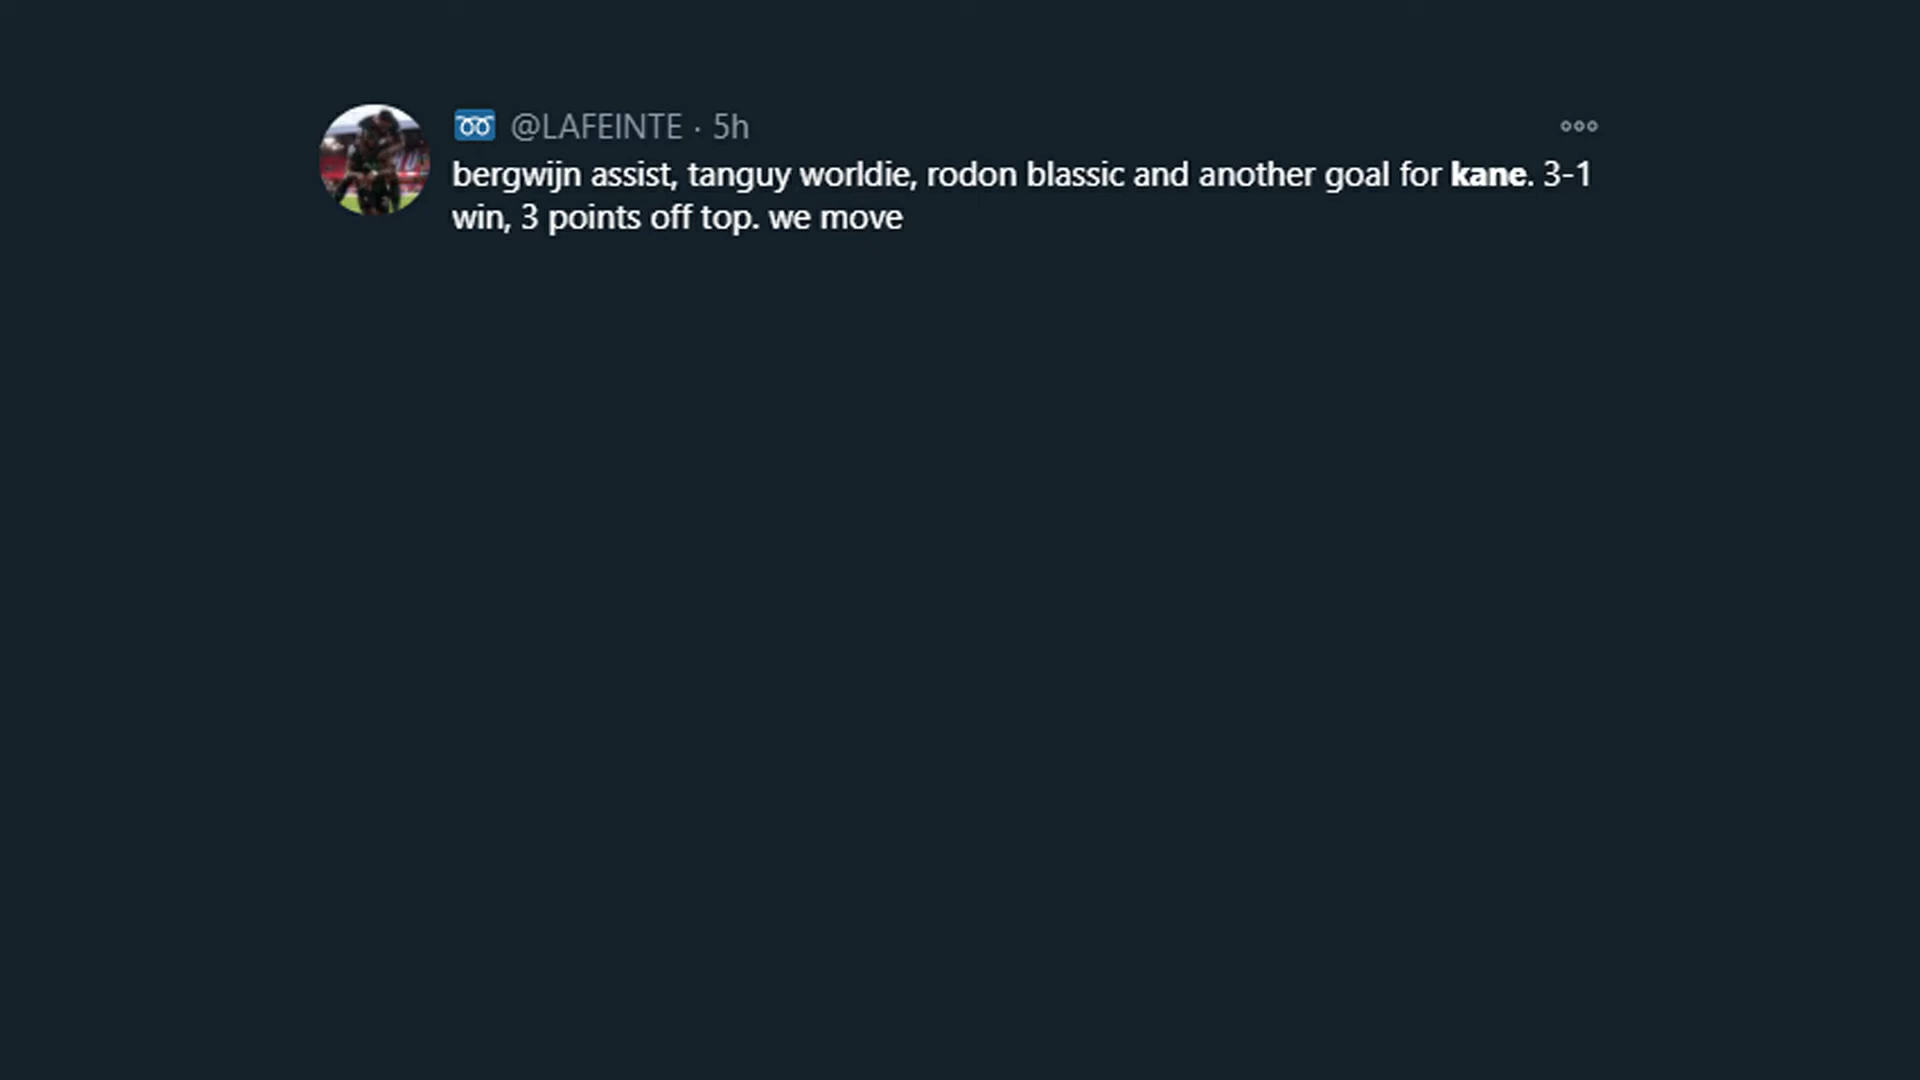 ➿ @LAFEINTE · 5h
bergwijn assist, tanguy worldie, rodon blassic and another goal for kane. 3-1
win, 3 points off top. we move